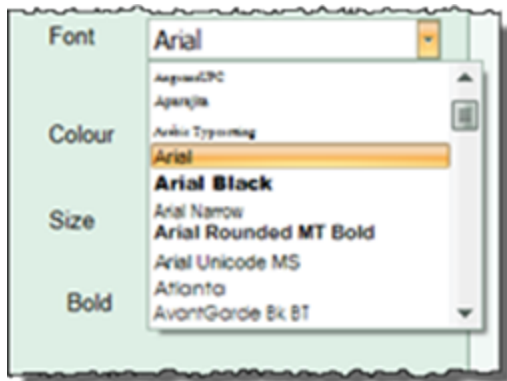 Font
Arial
AngsanaUPC
Aparajita
Arabic Typesetting
Colour
Arial
Arial Black
Size
Arial Narrow
Arial Rounded MT Bold
Arial Unicode MS
Bold
Atlanta
AvantGarde Bk BT